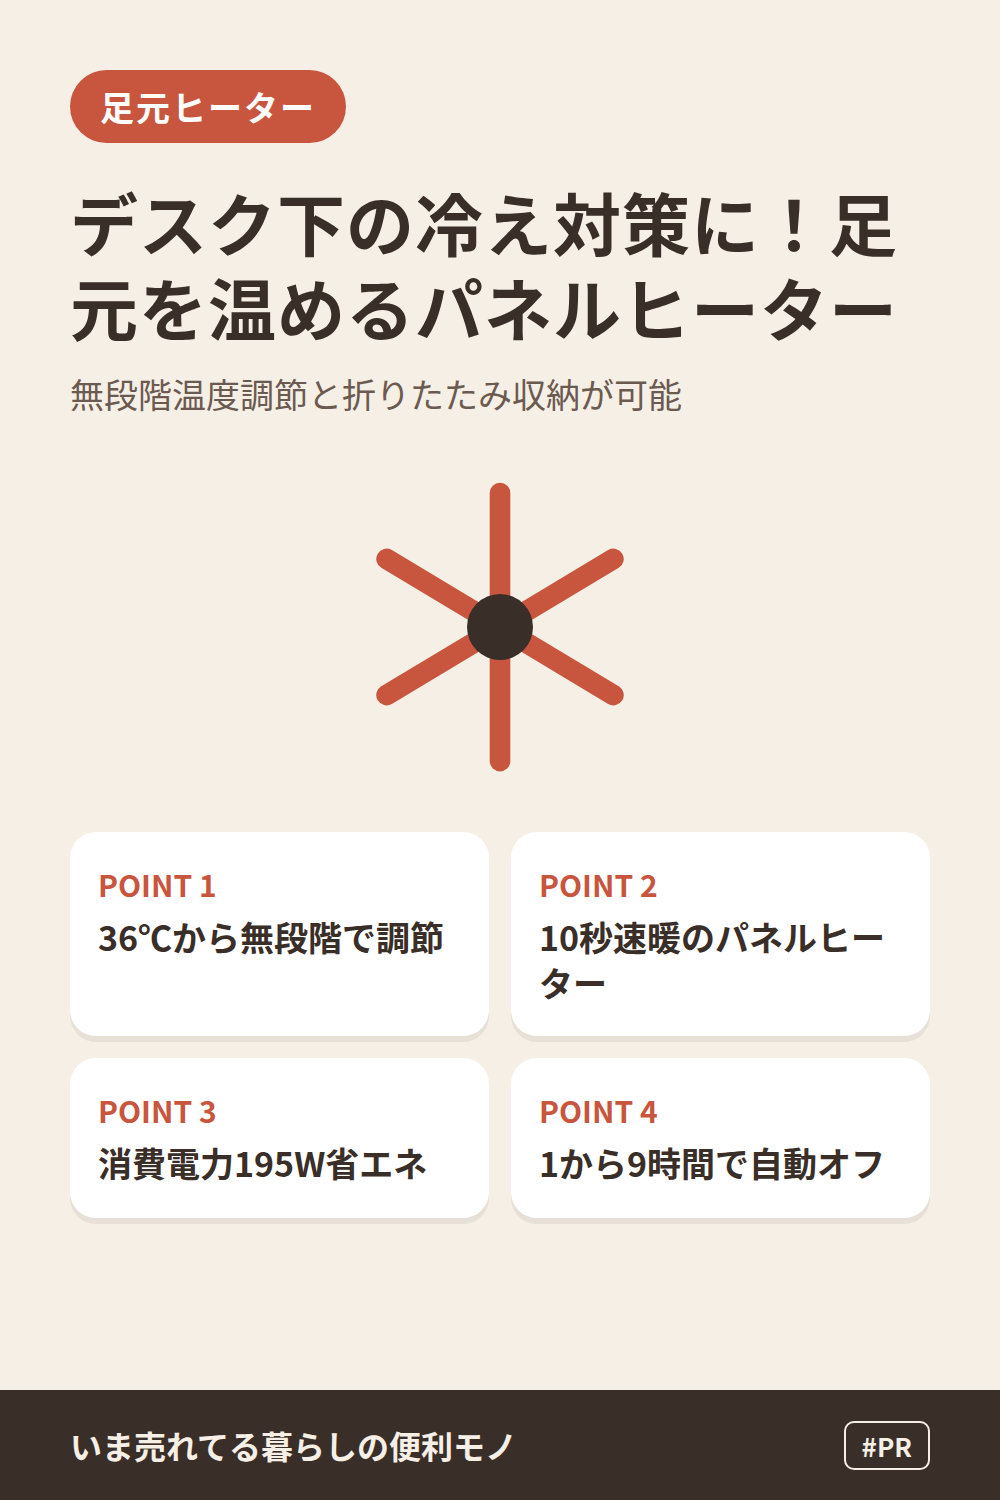 足元ヒーター
デスク下の冷え対策に！足
元を温めるパネルヒーター
無段階温度調節と折りたたみ収納が可能
POINT 1
36℃から無段階で調節
POINT 2
10秒速暖のパネルヒー
ター
POINT 3
消費電力195W省エネ
POINT 4
1から9時間で自動オフ
いま売れてる暮らしの便利モノ
#PR